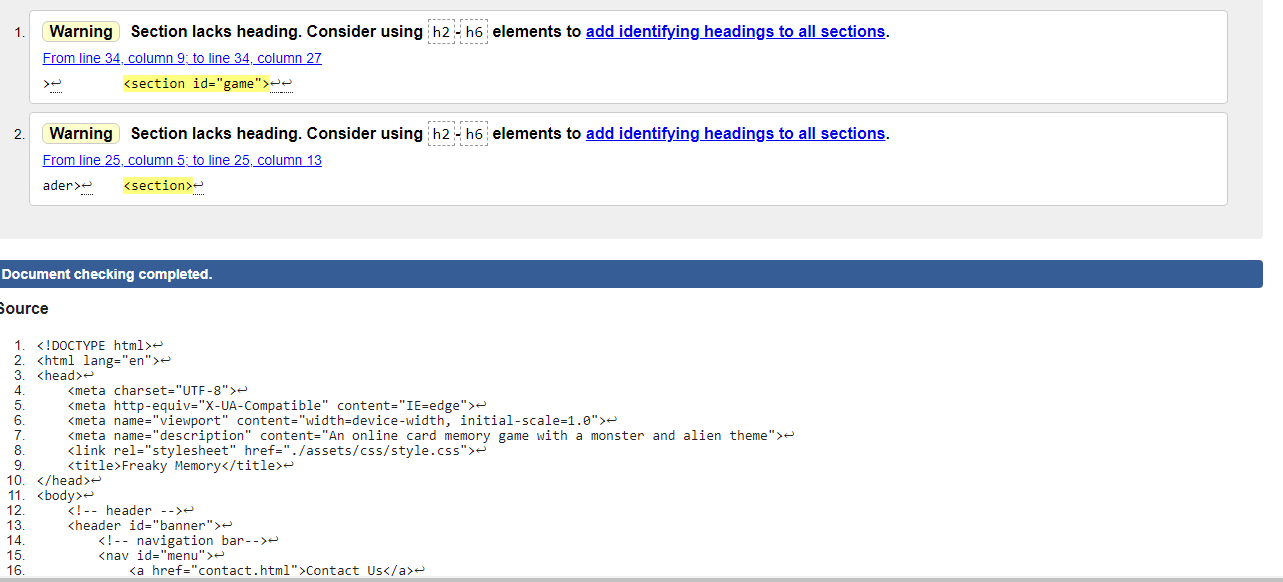 1. Warning Section lacks heading. Consider using h2-h6 elements to add identifying headings to all sections.
From line 34, column 9; to line 34, column 27
>↩        <section id="game">↩↩
2. Warning Section lacks heading. Consider using h2-h6 elements to add identifying headings to all sections.
From line 25, column 5; to line 25, column 13
ader>↩    <section>↩
Document checking completed.
Source
1. <!DOCTYPE html>↩
2. <html lang="en">↩
3. <head>↩
4.     <meta charset="UTF-8">↩
5.     <meta http-equiv="X-UA-Compatible" content="IE=edge">↩
6.     <meta name="viewport" content="width=device-width, initial-scale=1.0">↩
7.     <meta name="description" content="An online card memory game with a monster and alien theme">↩
8.     <link rel="stylesheet" href="./assets/css/style.css">↩
9.     <title>Freaky Memory</title>↩
10. </head>↩
11. <body>↩
12.     <!-- header -->↩
13.     <header id="banner">↩
14.         <!-- navigation bar-->↩
15.         <nav id="menu">↩
16.             <a href="contact.html">Contact Us</a>↩